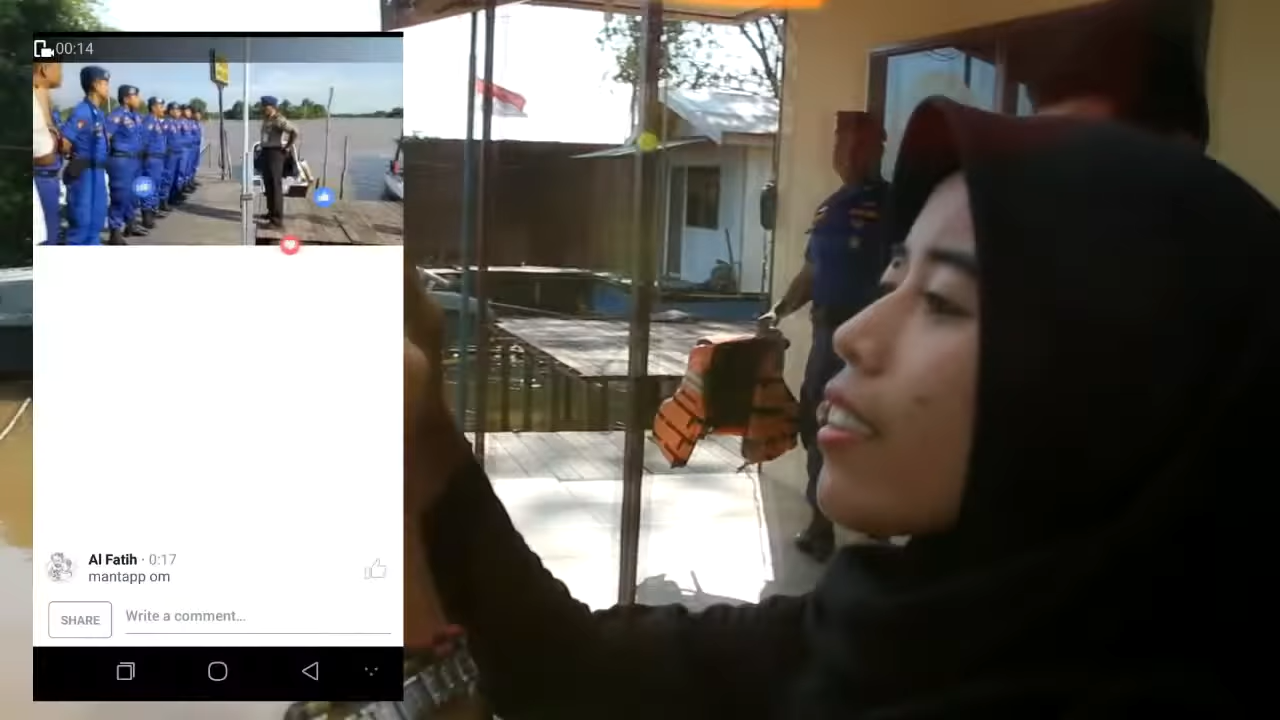 00:14
Al Fatih · 0:17
mantapp om
SHARE
Write a comment...